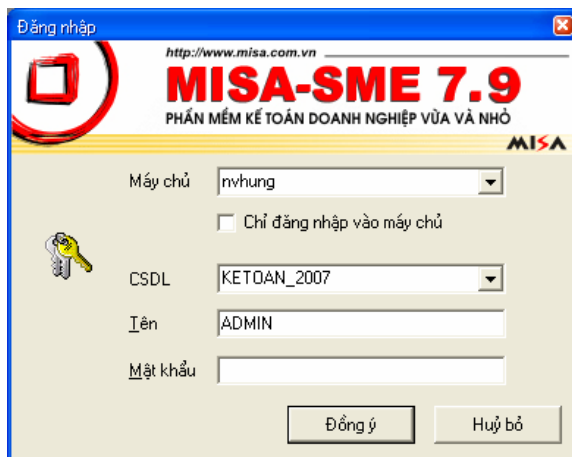 Đăng nhập
http://www.misa.com.vn
MISA-SME 7.9
PHẦN MỀM KẾ TOÁN DOANH NGHIỆP VỪA VÀ NHỎ
MISA
Máy chủ nvhung
Chỉ đăng nhập vào máy chủ
CSDL KETOAN_2007
Tên ADMIN
Mật khẩu
Đồng ý Huỷ bỏ